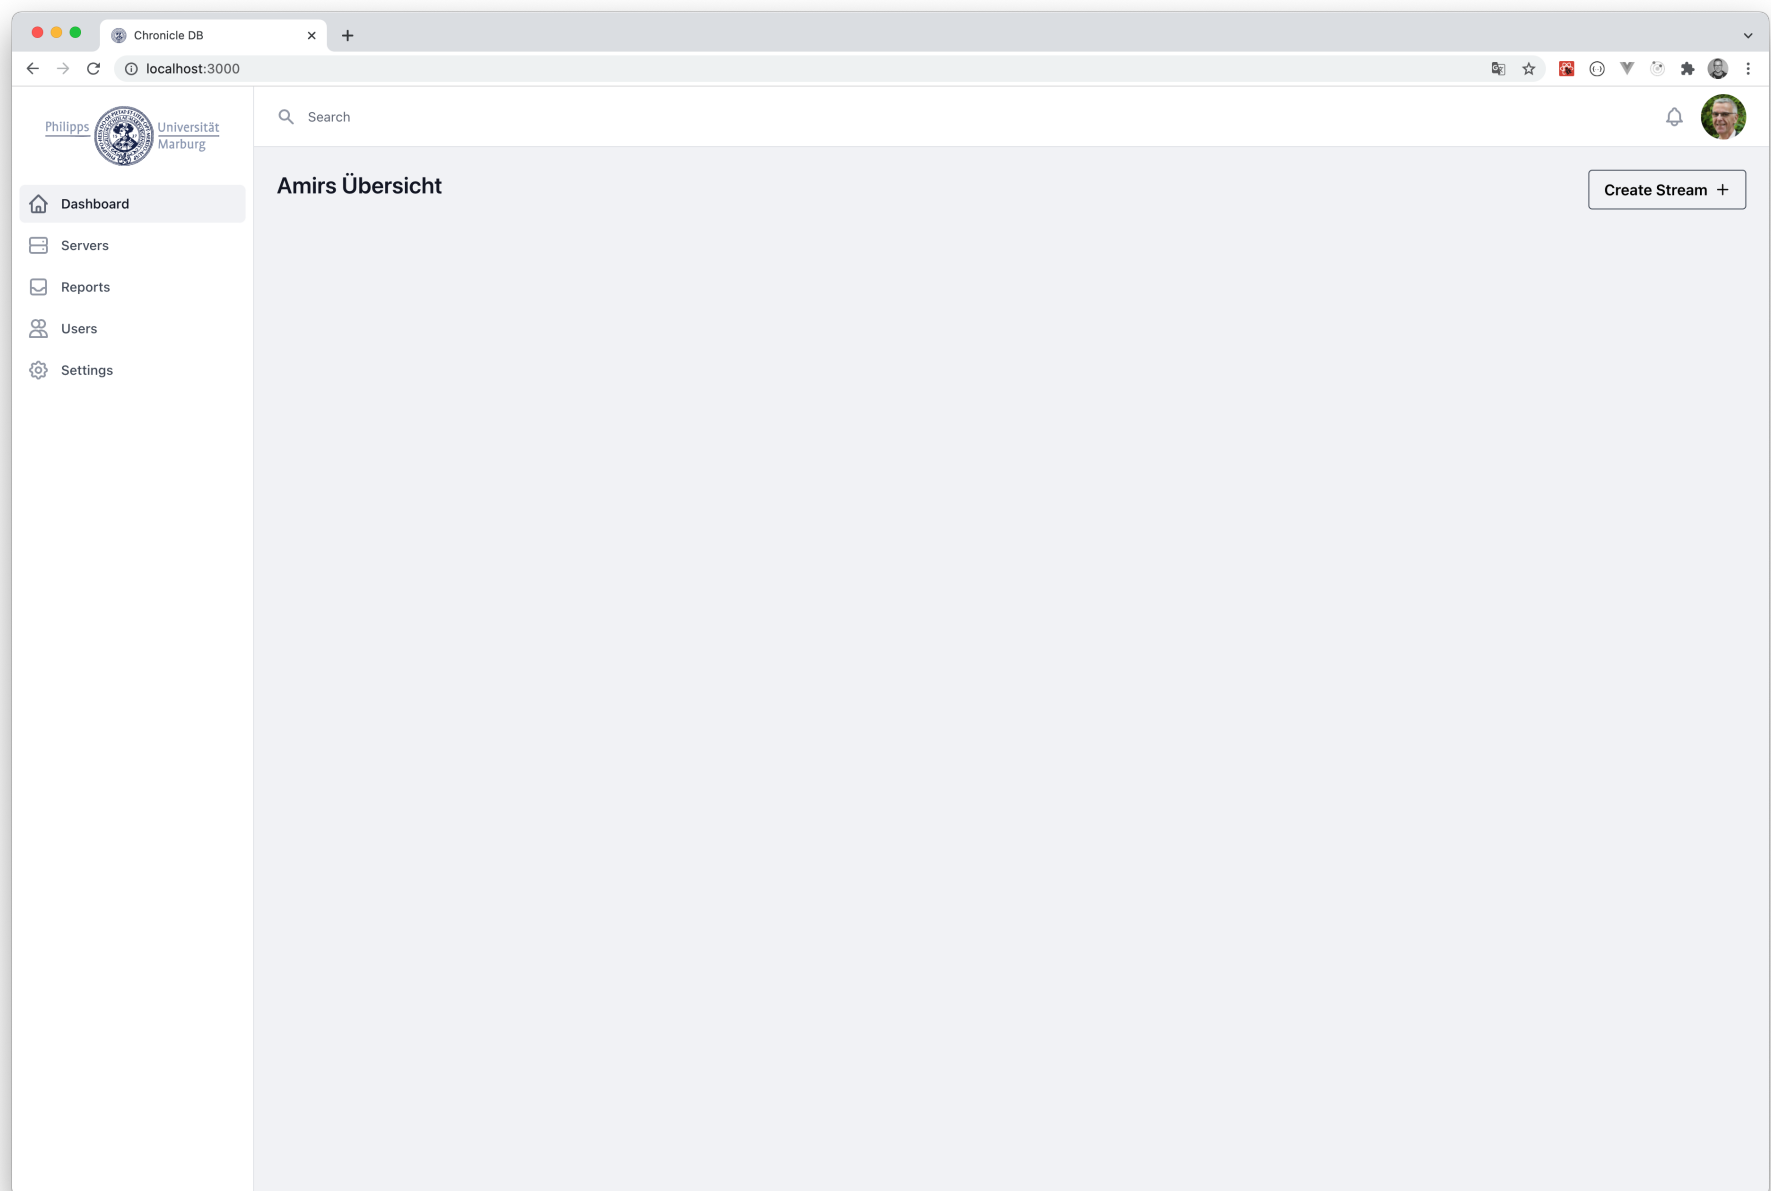 Chronicle DB
localhost:3000
Philipps
Universität
Marburg
Search
Dashboard
Servers
Reports
Users
Settings
Amirs Übersicht
Create Stream +